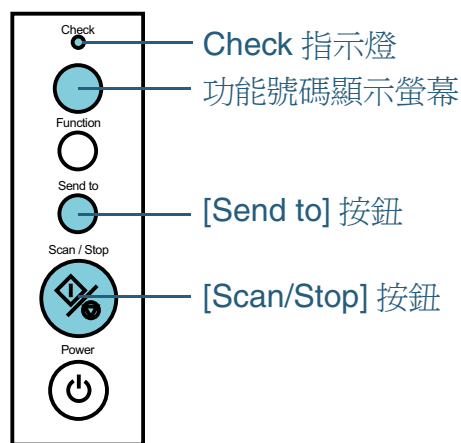 Check
Check 指示燈
功能號碼顯示螢幕
Function
Send to
[Send to] 按鈕
Scan / Stop
[Scan/Stop] 按鈕
Power